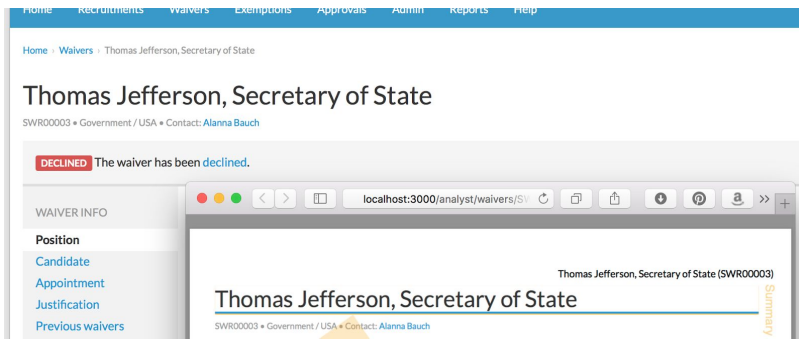 Home Recruitments Waivers Exemptions Approvals Admin Reports Help
Home › Waivers › Thomas Jefferson, Secretary of State
Thomas Jefferson, Secretary of State
SWR00003 • Government / USA • Contact: Alanna Bauch
DECLINED The waiver has been declined.
WAIVER INFO
Position
Candidate
Appointment
Justification
Previous waivers
localhost:3000/analyst/waivers/SV
Thomas Jefferson, Secretary of State (SWR00003)
Thomas Jefferson, Secretary of State
SWR00003 • Government / USA • Contact: Alanna Bauch
Summary